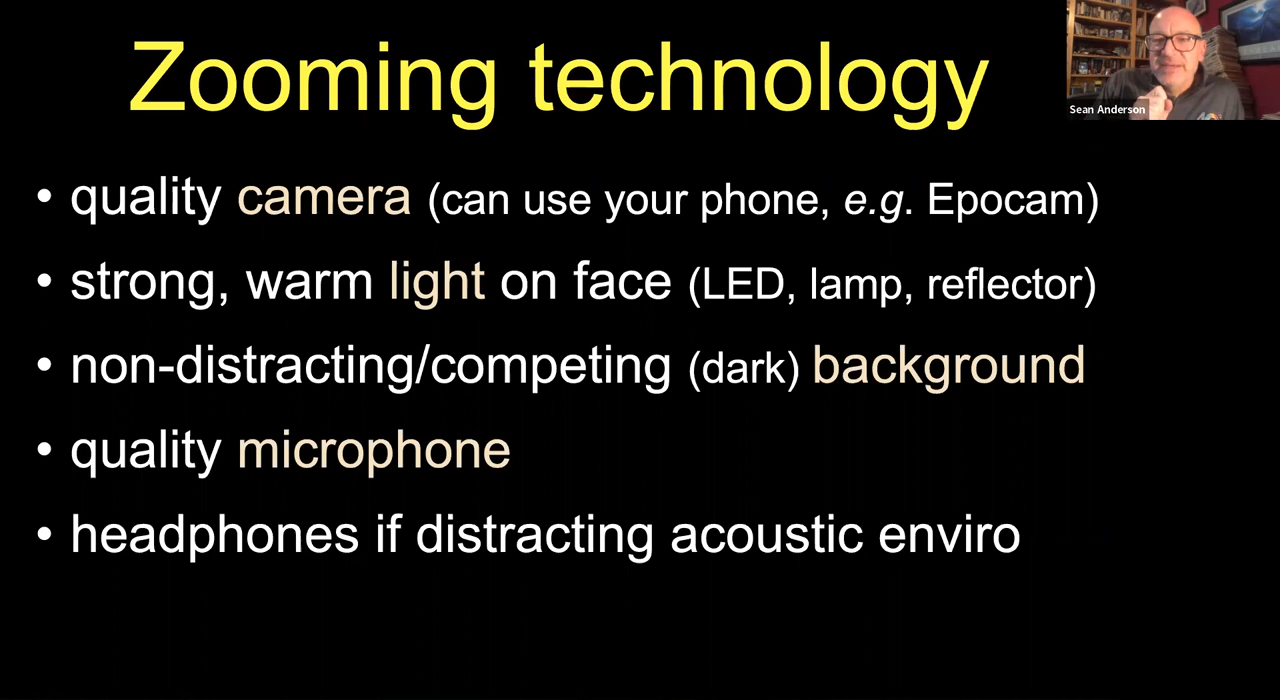 Zooming technology
Sean Anderson
• quality camera (can use your phone, e.g. Epocam)
• strong, warm light on face (LED, lamp, reflector)
• non-distracting/competing (dark) background
• quality microphone
• headphones if distracting acoustic enviro